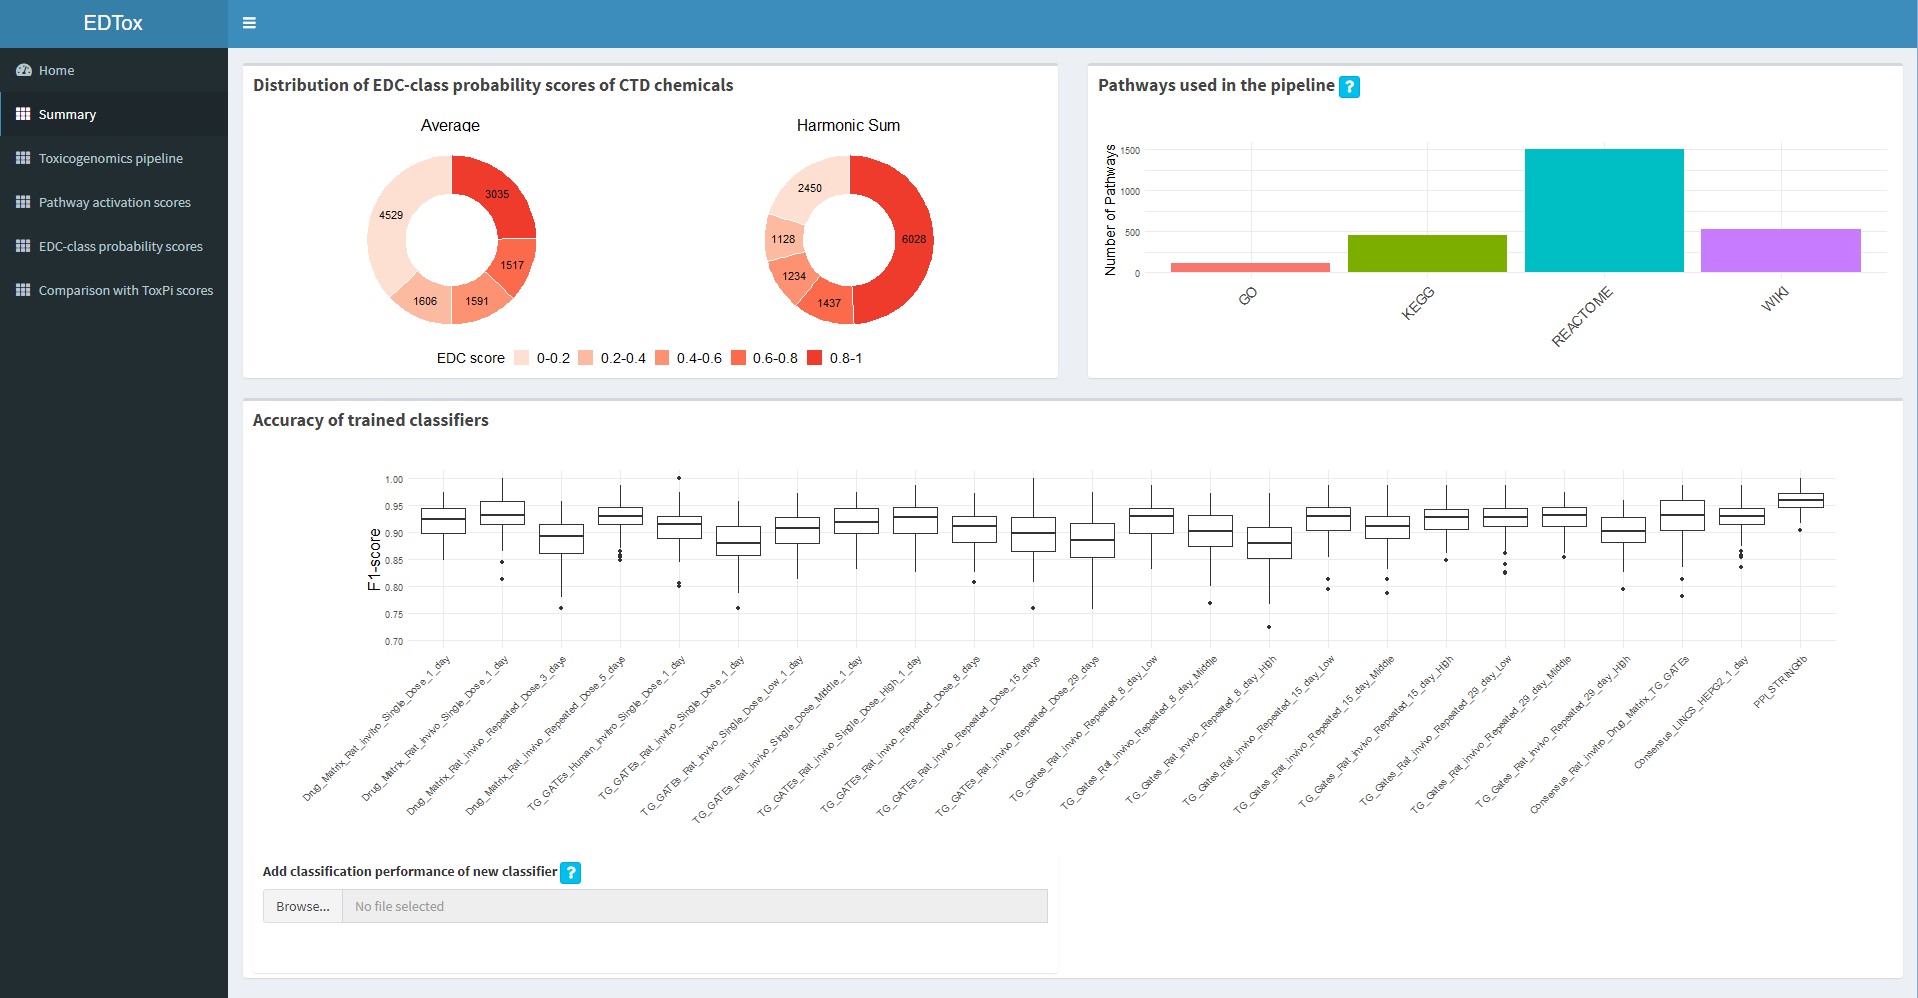 EDTox
Home
Summary
Toxicogenomics pipeline
Pathway activation scores
EDC-class probability scores
Comparison with ToxPi scores
Distribution of EDC-class probability scores of CTD chemicals
Average
Harmonic Sum
3035
4529
1517
1606
1591
2450
1128
6028
1234
1437
EDC score 0-0.2 0.2-0.4 0.4-0.6 0.6-0.8 0.8-1
Pathways used in the pipeline ?
Number of Pathways
1500
1000
500
0
GO
KEGG
REACTOME
WIKI
Accuracy of trained classifiers
F1-score
1.00
0.95
0.90
0.85
0.80
0.75
0.70
Drug_Matrix_Rat_invitro_Single_Dose_1_day
Drug_Matrix_Rat_invivo_Single_Dose_1_day
Drug_Matrix_Rat_invivo_Repeated_Dose_3_days
Drug_Matrix_Rat_invivo_Repeated_Dose_5_days
TG_GATEs_Human_invitro_Single_Dose_1_day
TG_GATEs_Rat_invitro_Single_Dose_1_day
TG_GATEs_Rat_invivo_Single_Dose_Low_1_day
TG_GATEs_Rat_invivo_Single_Dose_Middle_1_day
TG_GATEs_Rat_invivo_Single_Dose_High_1_day
TG_GATEs_Rat_invivo_Repeated_Dose_8_days
TG_GATEs_Rat_invivo_Repeated_Dose_15_days
TG_GATEs_Rat_invivo_Repeated_Dose_29_days
TG_Gates_Rat_invivo_Repeated_8_day_Low
TG_Gates_Rat_invivo_Repeated_8_day_Middle
TG_Gates_Rat_invivo_Repeated_8_day_High
TG_Gates_Rat_invivo_Repeated_15_day_Low
TG_Gates_Rat_invivo_Repeated_15_day_Middle
TG_Gates_Rat_invivo_Repeated_15_day_High
TG_Gates_Rat_invivo_Repeated_29_day_Low
TG_Gates_Rat_invivo_Repeated_29_day_Middle
TG_Gates_Rat_invivo_Repeated_29_day_High
Consensus_Rat_invitro_Drug_Matrix_TG_GATEs
Consensus_LINCS_HEPG2_1_day
PPI_STRINGdb
Add classification performance of new classifier ?
Browse... No file selected